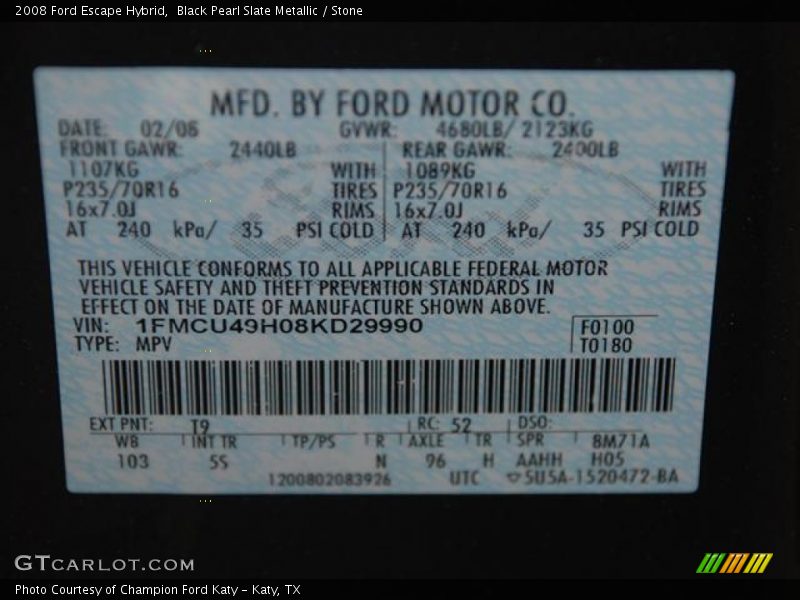 2008 Ford Escape Hybrid,  Black Pearl Slate Metallic / Stone
MFD. BY FORD MOTOR CO.
DATE: 02/08 GVWR: 4680LB/ 2123KG
FRONT GAWR: 2440LB REAR GAWR: 2400LB
1107KG WITH 1089KG WITH
P235/70R16 TIRES P235/70R16 TIRES
16x7.0J RIMS 16x7.0J RIMS
AT 240 kPa/ 35 PSI COLD AT 240 kPa/ 35 PSI COLD
THIS VEHICLE CONFORMS TO ALL APPLICABLE FEDERAL MOTOR
VEHICLE SAFETY AND THEFT PREVENTION STANDARDS IN
EFFECT ON THE DATE OF MANUFACTURE SHOWN ABOVE.
VIN: 1FMCU49H08KD29990 F0100
TYPE: MPV T0180
EXT PNT: T9 RC: 52 DSO:
WB INT TR TP/PS R AXLE TR SPR 8M71A
103 5S N 96 H AAHH H05
1200802083926 UTC 5U5A-1520472-BA
GTCARLOT.COM
Photo Courtesy of Champion Ford Katy - Katy, TX